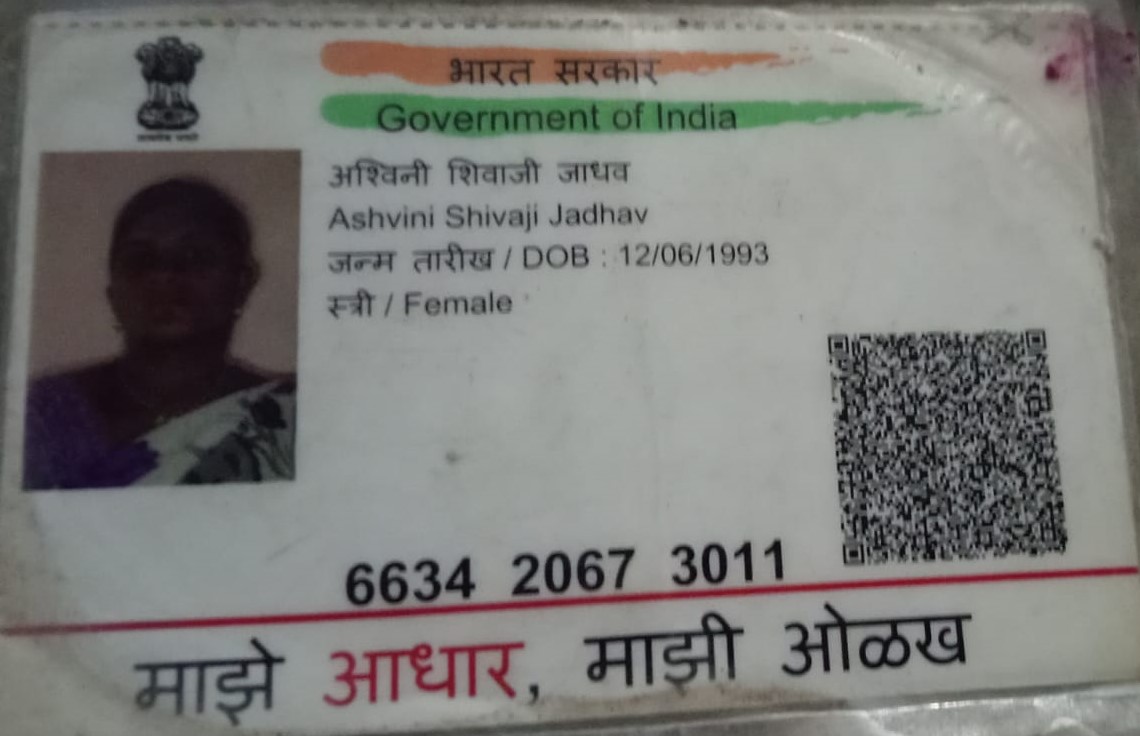 भारत सरकार
Government of India
अश्विनी शिवाजी जाधव
Ashvini Shivaji Jadhav
जन्म तारीख / DOB : 12/06/1993
स्त्री / Female
6634 2067 3011
माझे आधार, माझी ओळख